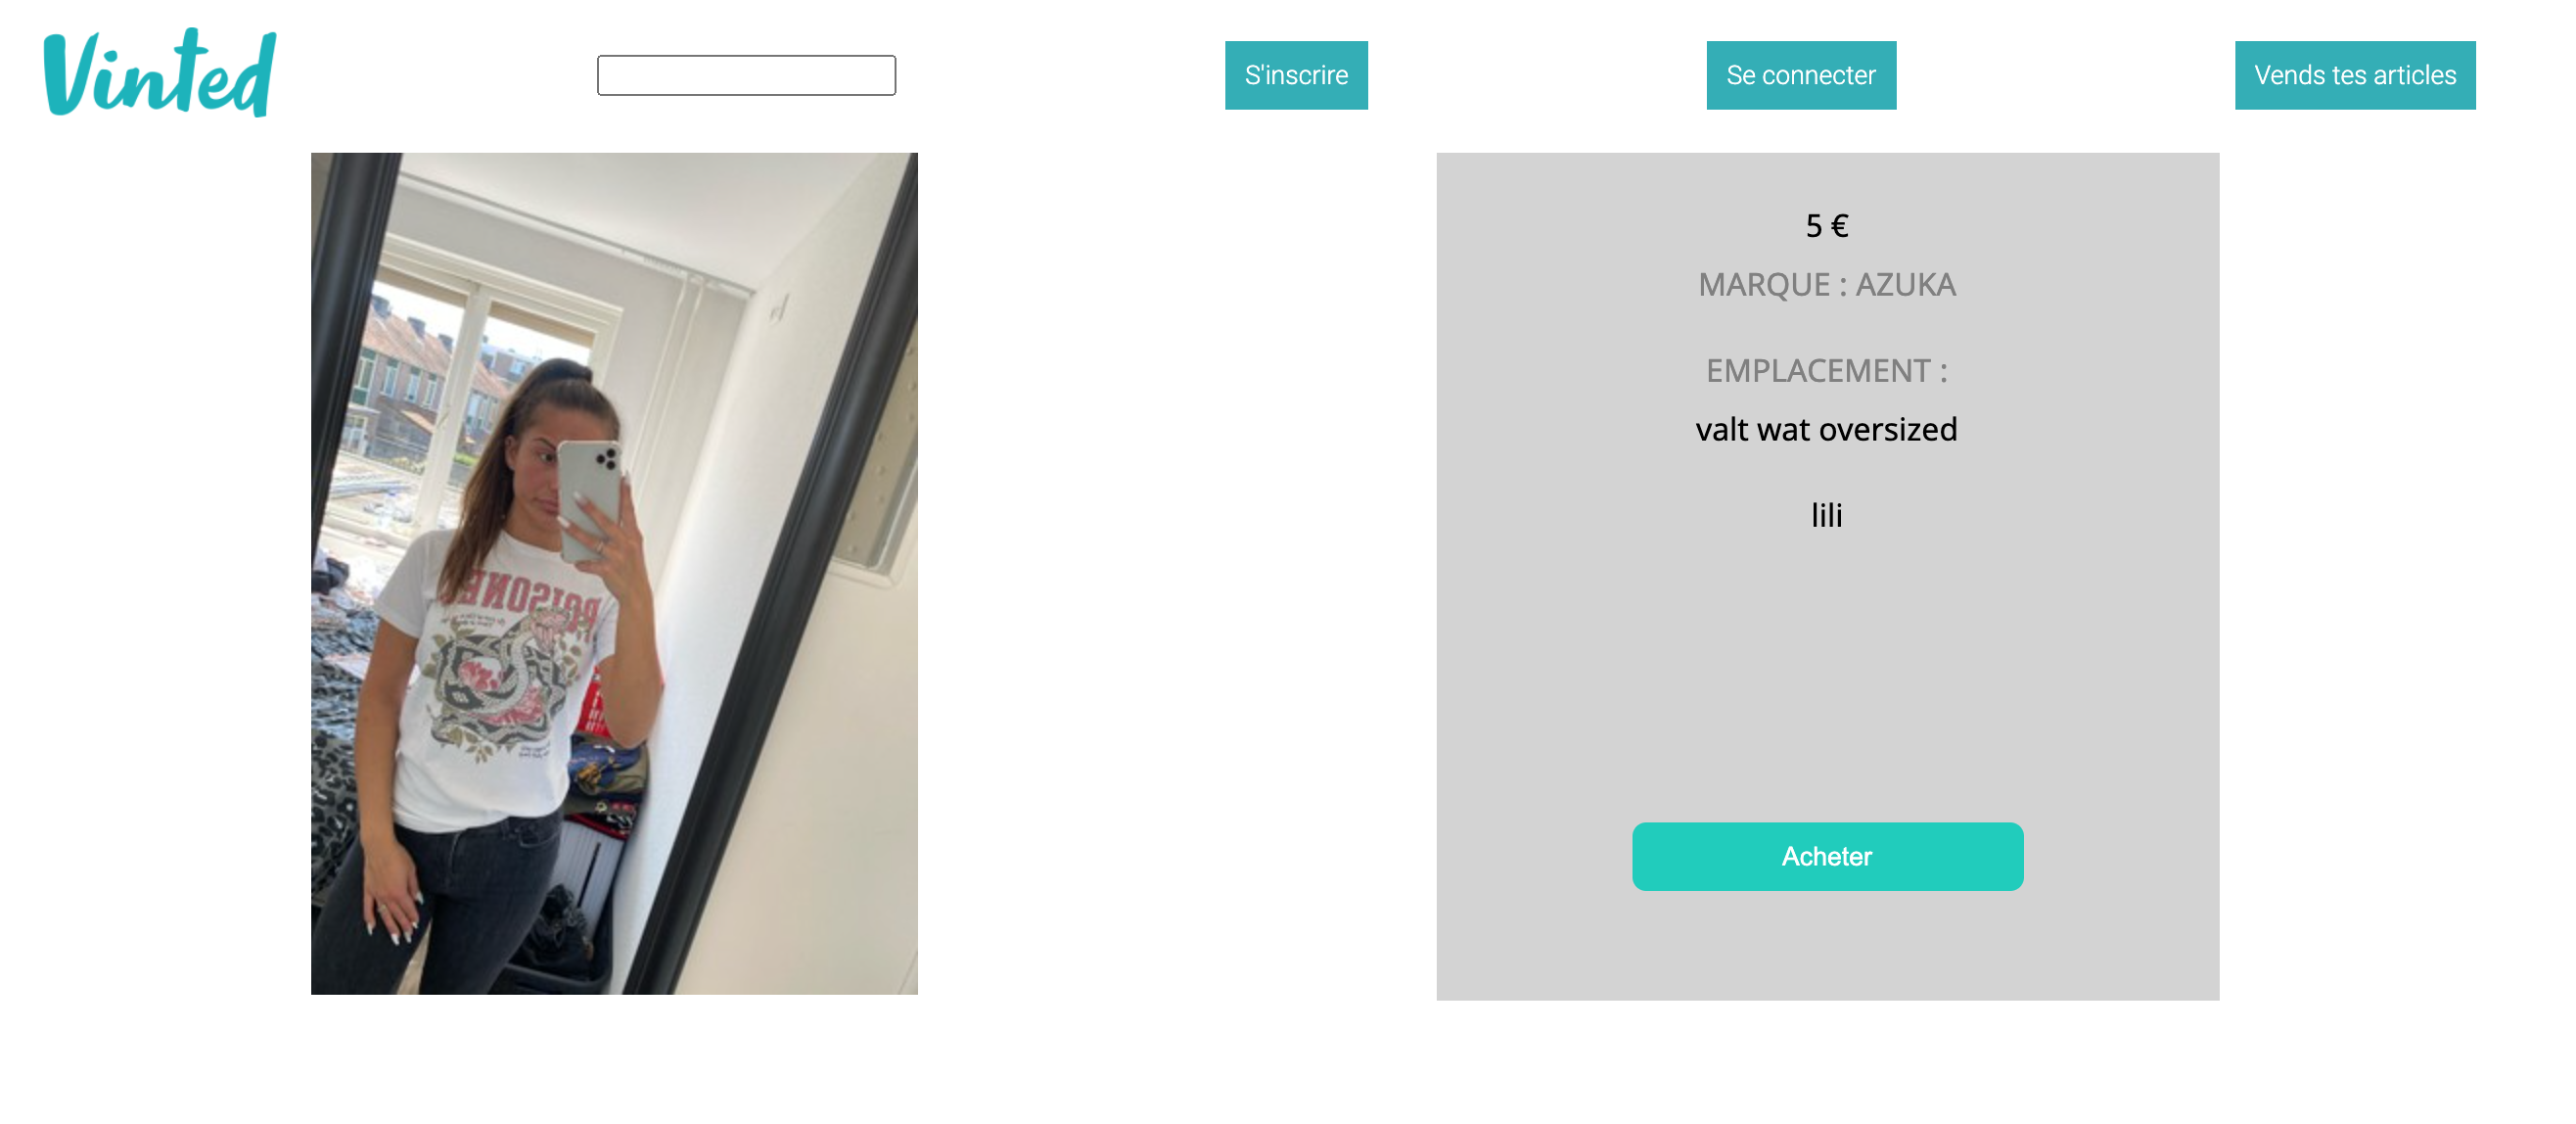 Vinted
S'inscrire
Se connecter
Vends tes articles
5 €
MARQUE : AZUKA
EMPLACEMENT :
valt wat oversized
lili
Acheter
POISONE